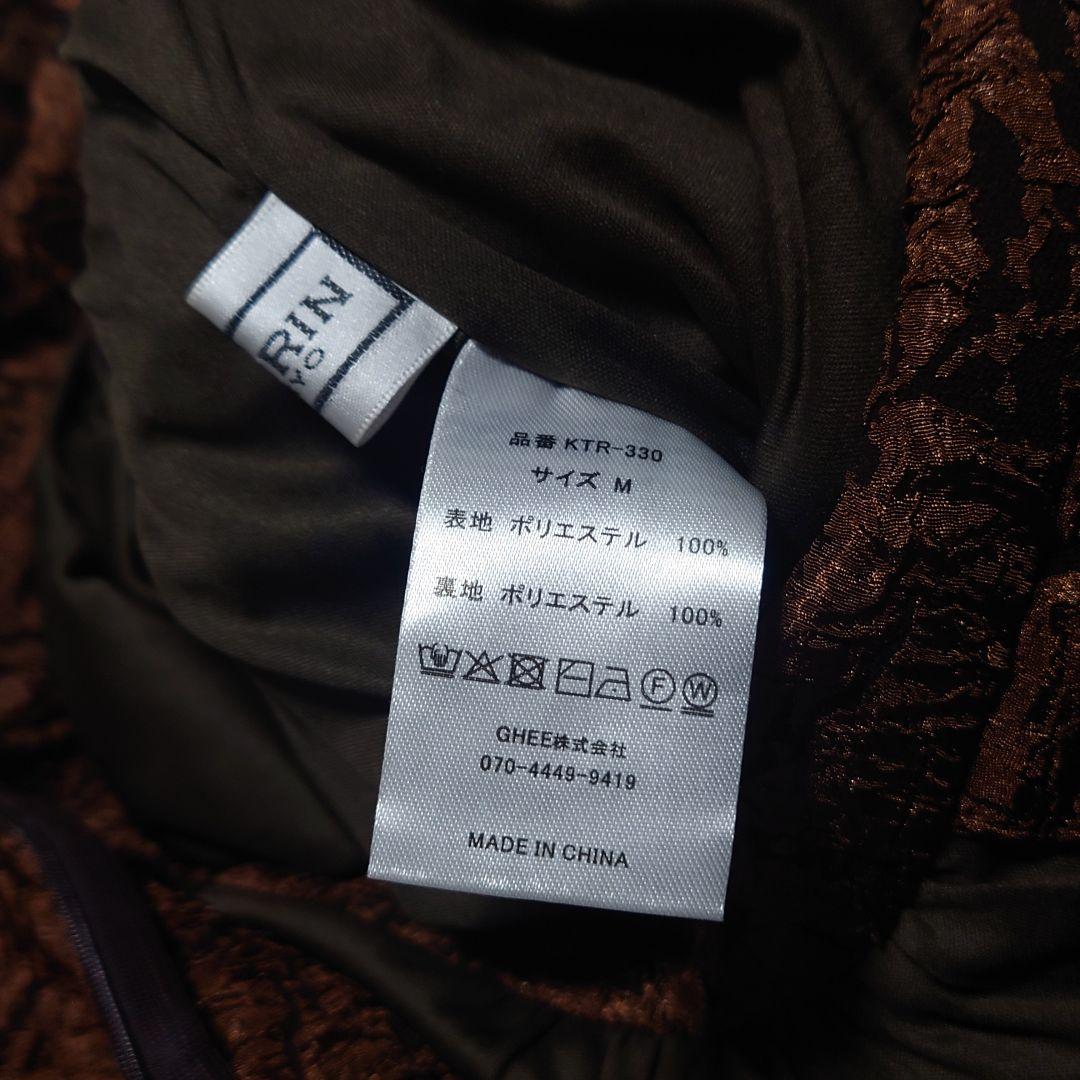 RIN
YO
品番 KTR-330
サイズ M
表地 ポリエステル 100%
裏地 ポリエステル 100%
F W
GHEE株式会社
070-4449-9419
MADE IN CHINA